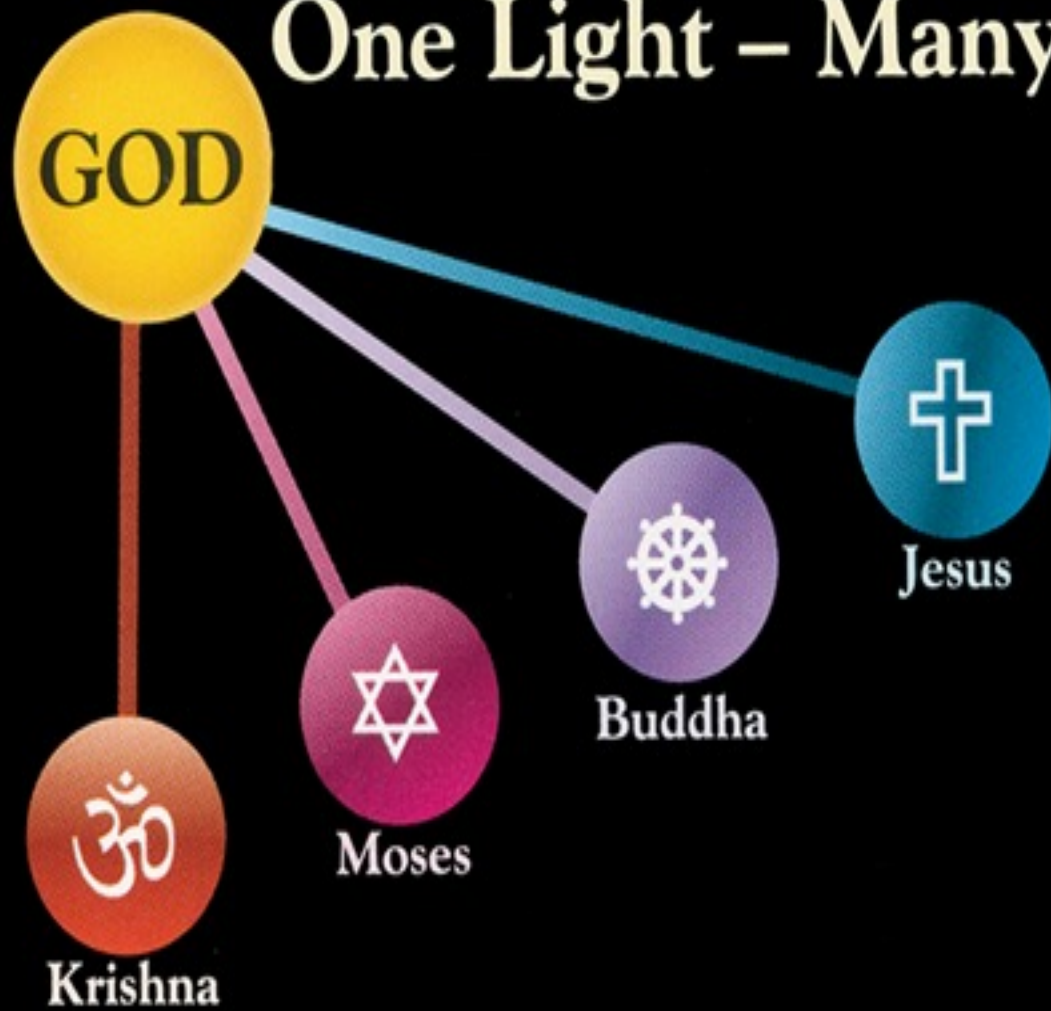 One Light – Many
GOD
Jesus
Buddha
Moses
ॐ
Krishna